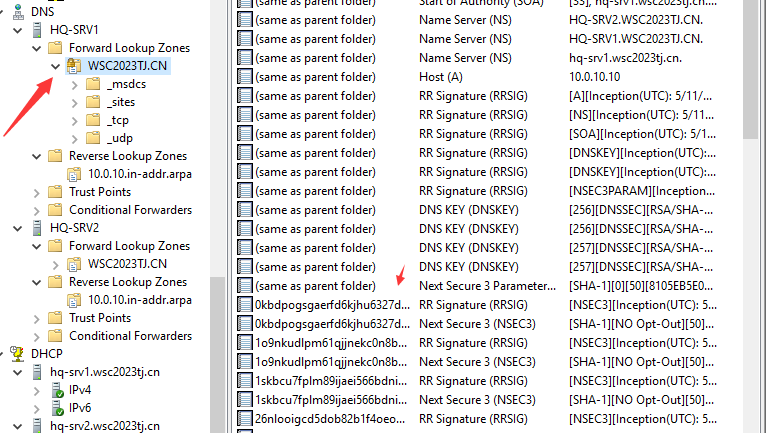 DNS
HQ-SRV1
Forward Lookup Zones
WSC2023TJ.CN
_msdcs
_sites
_tcp
_udp
Reverse Lookup Zones
10.0.10.in-addr.arpa
Trust Points
Conditional Forwarders
HQ-SRV2
Forward Lookup Zones
WSC2023TJ.CN
Reverse Lookup Zones
10.0.10.in-addr.arpa
Trust Points
Conditional Forwarders
DHCP
hq-srv1.wsc2023tj.cn
IPv4
IPv6
hq-srv2.wsc2023tj.cn
(same as parent folder) Start of Authority (SOA) [33], hq-srv1.wsc2023tj.cn.
(same as parent folder) Name Server (NS) HQ-SRV2.WSC2023TJ.CN.
(same as parent folder) Name Server (NS) HQ-SRV1.WSC2023TJ.CN.
(same as parent folder) Name Server (NS) hq-srv1.wsc2023tj.cn.
(same as parent folder) Host (A) 10.0.10.10
(same as parent folder) RR Signature (RRSIG) [A][Inception(UTC): 5/11/...
(same as parent folder) RR Signature (RRSIG) [NS][Inception(UTC): 5/11...
(same as parent folder) RR Signature (RRSIG) [SOA][Inception(UTC): 5/1...
(same as parent folder) RR Signature (RRSIG) [DNSKEY][Inception(UTC):...
(same as parent folder) RR Signature (RRSIG) [DNSKEY][Inception(UTC):...
(same as parent folder) RR Signature (RRSIG) [NSEC3PARAM][Inception...
(same as parent folder) DNS KEY (DNSKEY) [256][DNSSEC][RSA/SHA-...
(same as parent folder) DNS KEY (DNSKEY) [256][DNSSEC][RSA/SHA-...
(same as parent folder) DNS KEY (DNSKEY) [257][DNSSEC][RSA/SHA-...
(same as parent folder) DNS KEY (DNSKEY) [257][DNSSEC][RSA/SHA-...
(same as parent folder) Next Secure 3 Parameter... [SHA-1][0][50][8105EB5E0...
0kbdpogsgaerfd6kjhu6327d... RR Signature (RRSIG) [NSEC3][Inception(UTC): 5...
0kbdpogsgaerfd6kjhu6327d... Next Secure 3 (NSEC3) [SHA-1][NO Opt-Out][50]...
1o9nkudlpm61qjjnekc0n8b... RR Signature (RRSIG) [NSEC3][Inception(UTC): 5...
1o9nkudlpm61qjjnekc0n8b... Next Secure 3 (NSEC3) [SHA-1][NO Opt-Out][50]...
1skbcu7fplm89ijaei566bdni... RR Signature (RRSIG) [NSEC3][Inception(UTC): 5...
1skbcu7fplm89ijaei566bdni... Next Secure 3 (NSEC3) [SHA-1][NO Opt-Out][50]...
26nlooigcd5dob82b1f4oeo... RR Signature (RRSIG) [NSEC3][Inception(UTC): 5...